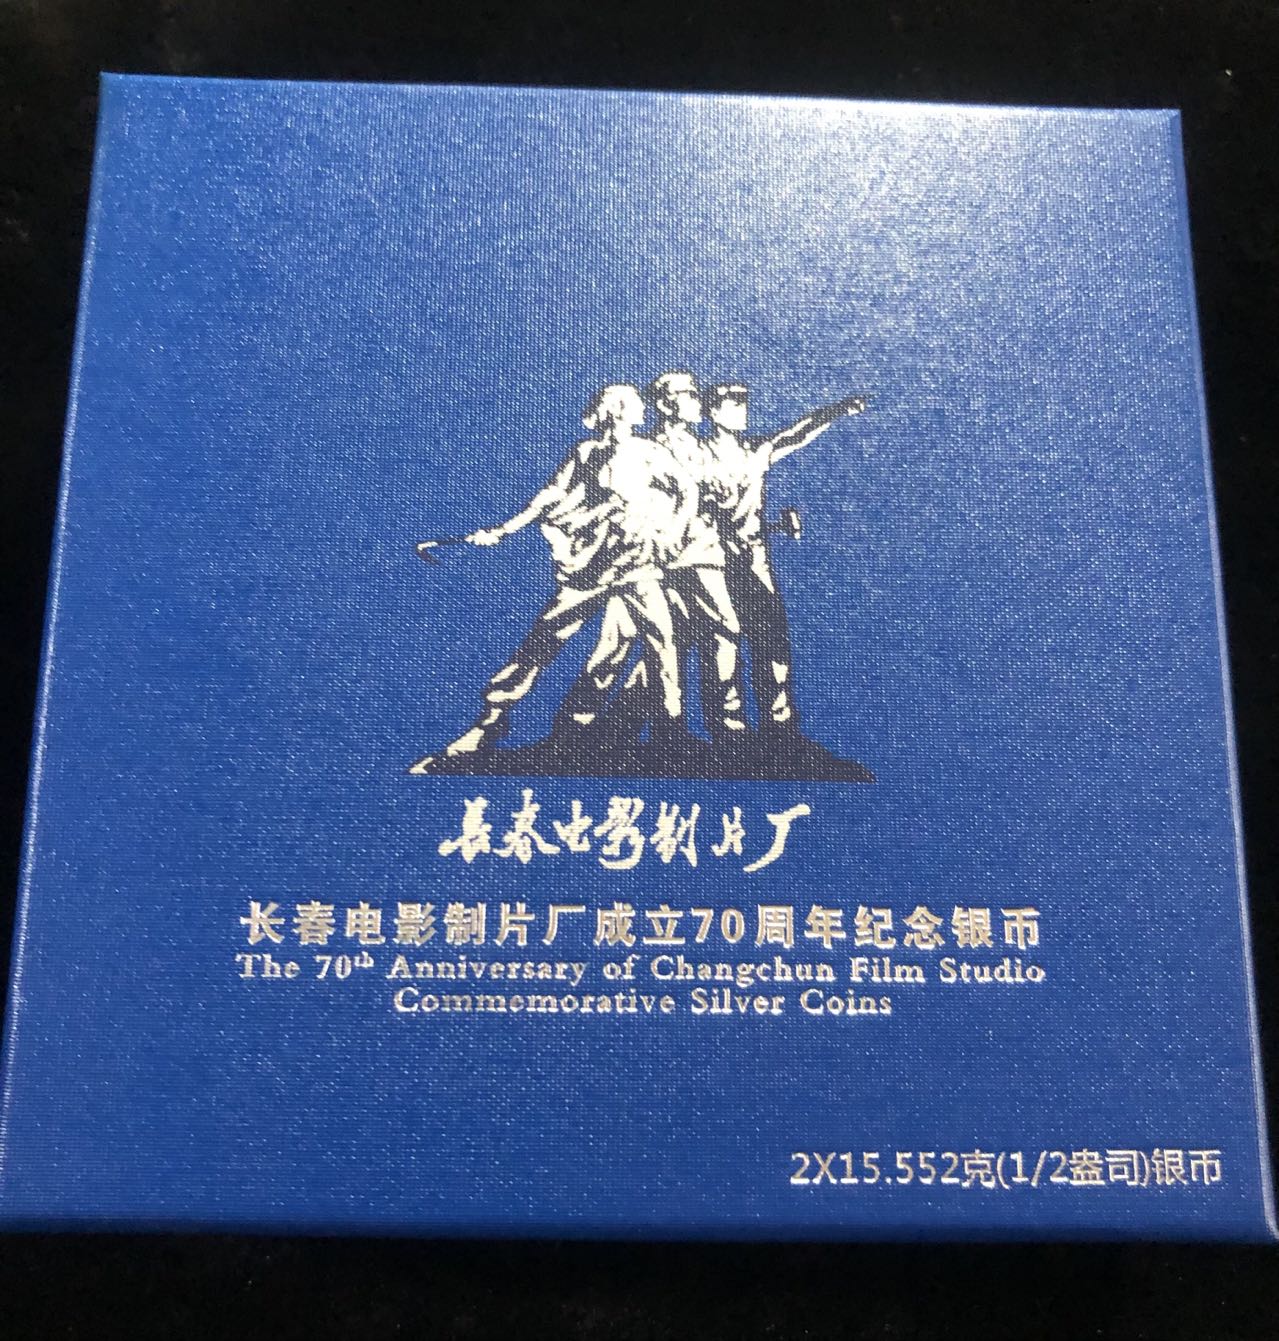 长春电影制片厂
长春电影制片厂成立70周年纪念银币
The 70th Anniversary of Changchun Film Studio
Commemorative Silver Coins
2X15.552克(1/2盎司)银币